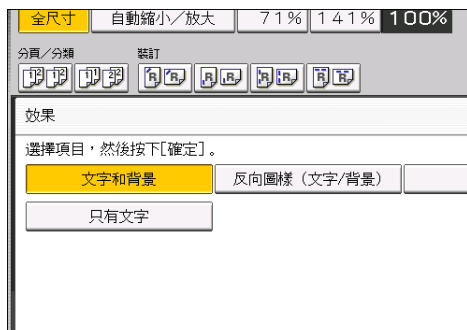 全尺寸 自動縮小／放大 71% 141% 100%
分頁／分類 裝訂
效果
選擇項目，然後按下[確定]。
文字和背景 反向圖樣（文字/背景）
只有文字